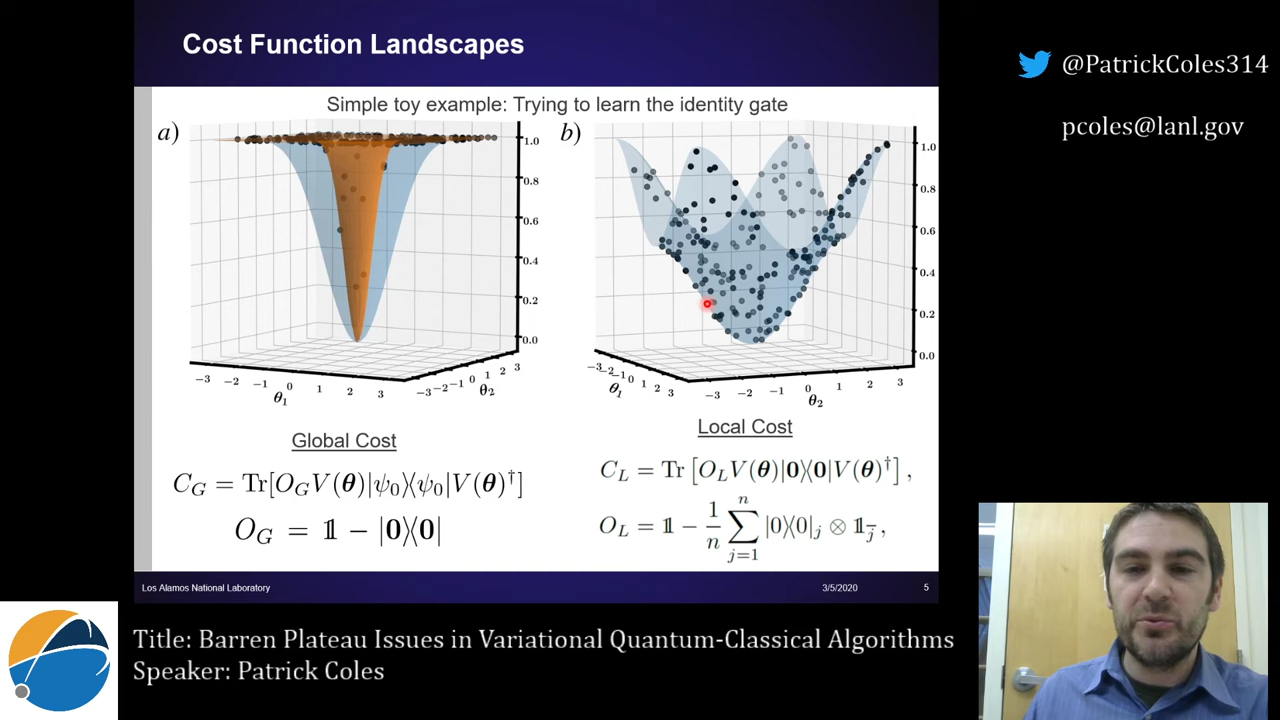 Cost Function Landscapes
@PatrickColes314
pcoles@lanl.gov
Simple toy example: Trying to learn the identity gate
a)
1.0
0.8
0.6
0.4
0.2
0.0
−3 −2 −1 0 1 2 3
θ₁
−3 −2 −1 0 1 2 3
θ₂
b)
1.0
0.8
0.6
0.4
0.2
0.0
−3 −2 −1 0 1 2 3
θ₁
−3 −2 −1 0 1 2 3
θ₂
Global Cost
C_G = Tr[O_G V(θ)|ψ₀⟩⟨ψ₀|V(θ)†]
O_G = 𝟙 − |0⟩⟨0|
Local Cost
C_L = Tr [O_L V(θ)|0⟩⟨0|V(θ)†] ,
O_L = 𝟙 − 1/n ∑_{j=1}^{n} |0⟩⟨0|_j ⊗ 𝟙_{j̄} ,
Los Alamos National Laboratory
3/5/2020
5
Title: Barren Plateau Issues in Variational Quantum-Classical Algorithms
Speaker: Patrick Coles